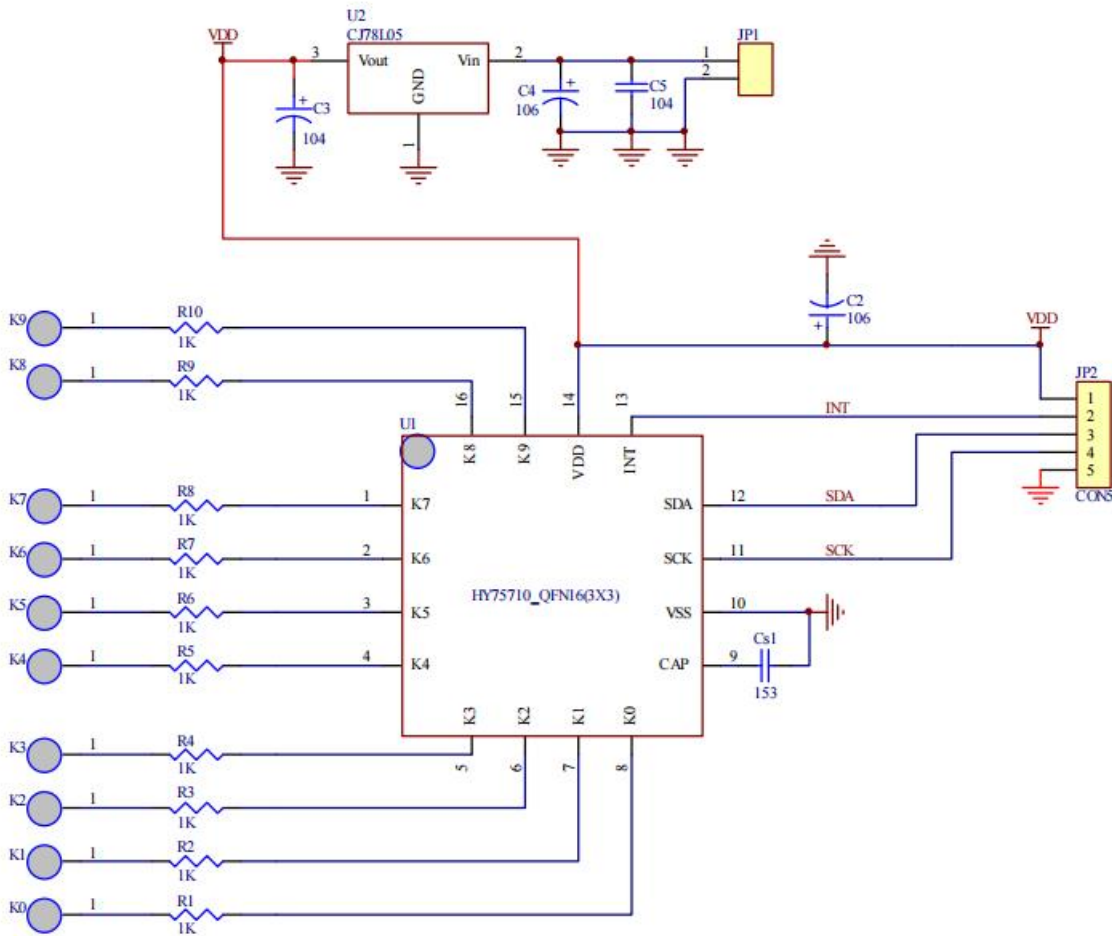 U2
CJ78L05
VDD
3
Vout
Vin
2
GND
1
C3
104
C4
106
C5
104
JP1
1
2
C2
106
VDD
JP2
1
2
3
4
5
CON5
INT
SDA
SCK
K9
1
R10
1K
K8
1
R9
1K
K7
1
R8
1K
K6
1
R7
1K
K5
1
R6
1K
K4
1
R5
1K
K3
1
R4
1K
K2
1
R3
1K
K1
1
R2
1K
K0
1
R1
1K
U1
16
15
14
13
K8
K9
VDD
INT
1
K7
2
K6
3
K5
4
K4
HY75710_QFN16(3X3)
SDA
12
SCK
11
VSS
10
CAP
9
Cs1
153
K3
K2
K1
K0
5
6
7
8